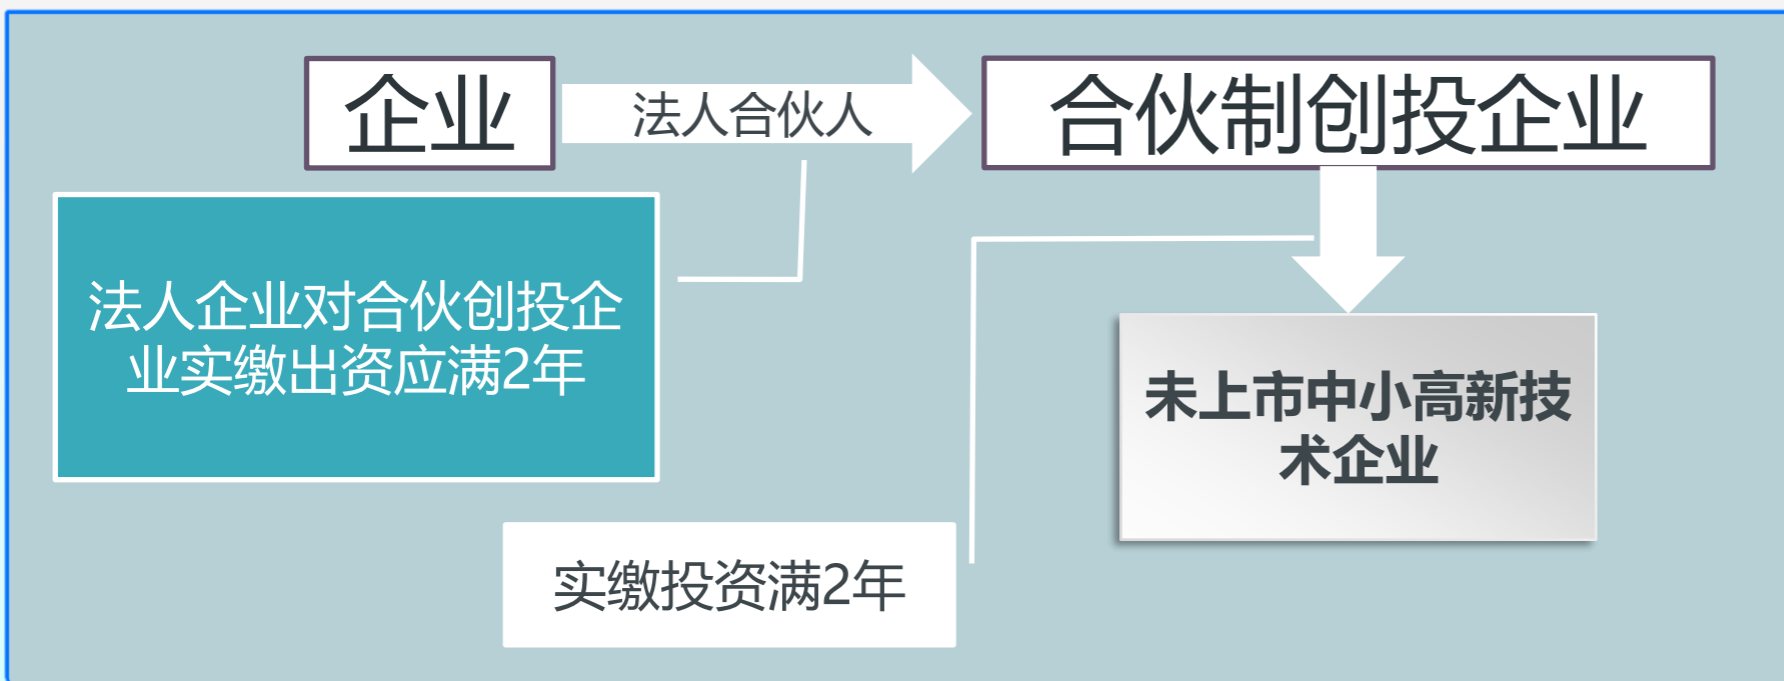 企业
法人合伙人
合伙制创投企业
法人企业对合伙创投企
业实缴出资应满2年
未上市中小高新技
术企业
实缴投资满2年